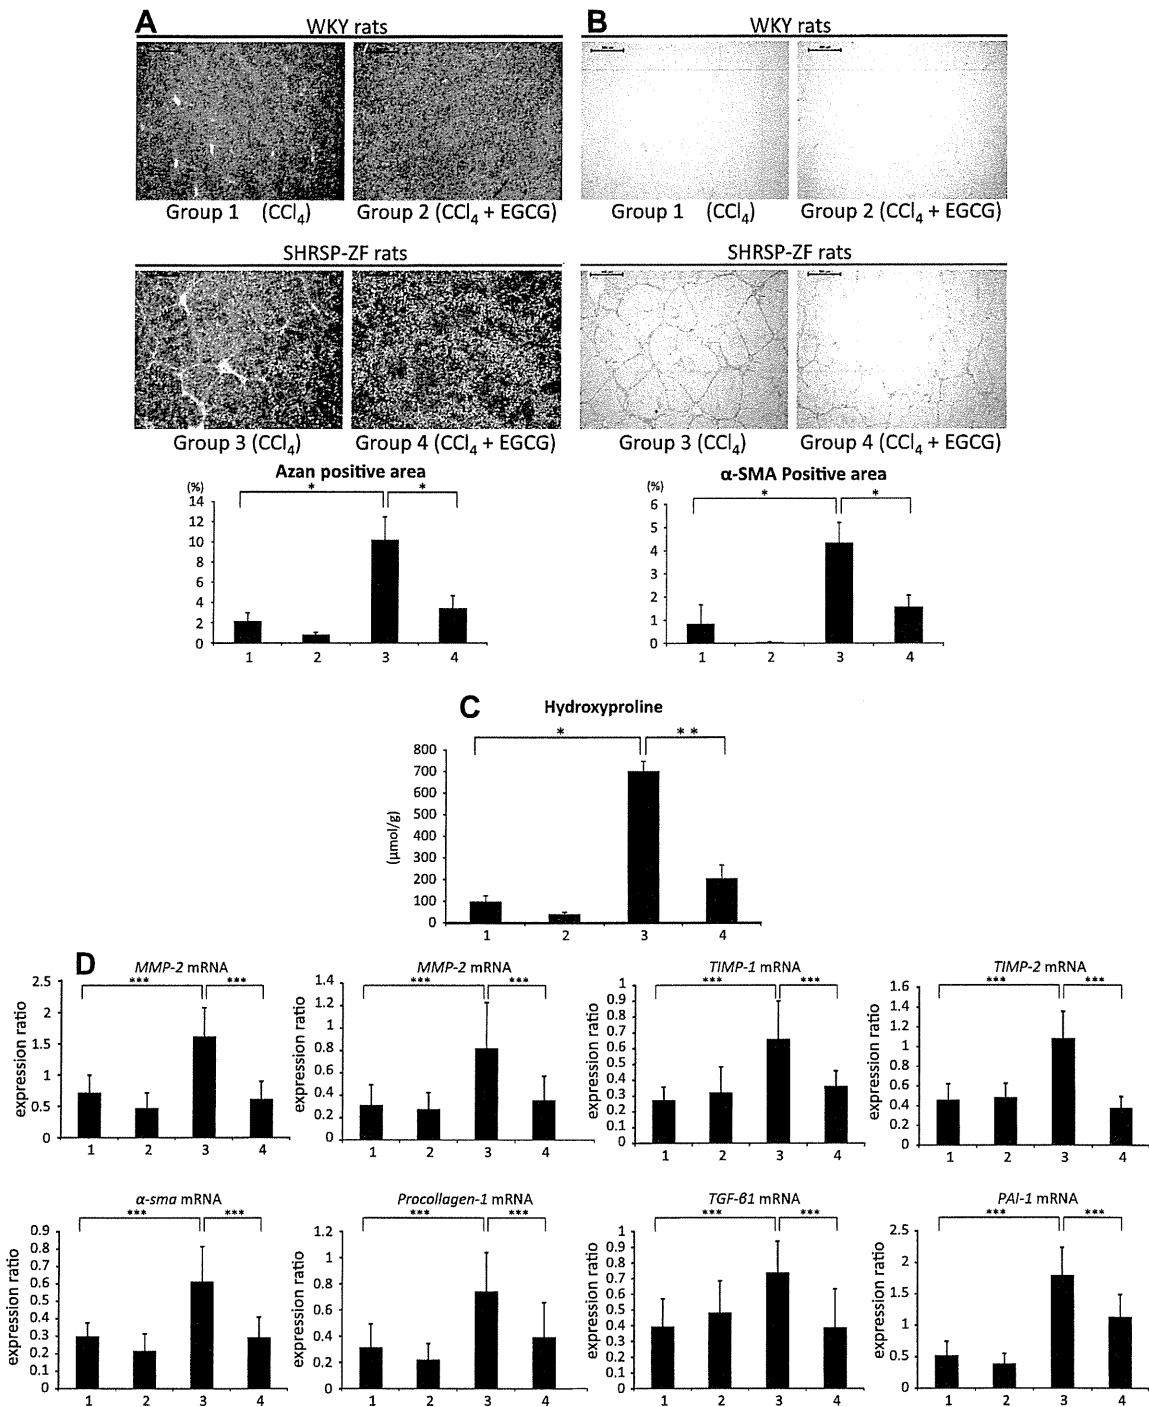 A
WKY rats
Group 1 (CCl4)
Group 2 (CCl4 + EGCG)
SHRSP-ZF rats
Group 3 (CCl4)
Group 4 (CCl4 + EGCG)
Azan positive area
(%)
* *
14
12
10
8
6
4
2
0
1 2 3 4
B
WKY rats
Group 1 (CCl4)
Group 2 (CCl4 + EGCG)
SHRSP-ZF rats
Group 3 (CCl4)
Group 4 (CCl4 + EGCG)
α-SMA Positive area
(%)
* *
6
5
4
3
2
1
0
1 2 3 4
C
Hydroxyproline
* **
(μmol/g)
800
700
600
500
400
300
200
100
0
1 2 3 4
D
MMP-2 mRNA
*** ***
expression ratio
2.5
2
1.5
1
0.5
0
1 2 3 4
MMP-2 mRNA
*** ***
expression ratio
1.4
1.2
1
0.8
0.6
0.4
0.2
0
1 2 3 4
TIMP-1 mRNA
*** ***
expression ratio
1
0.9
0.8
0.7
0.6
0.5
0.4
0.3
0.2
0.1
0
1 2 3 4
TIMP-2 mRNA
*** ***
expression ratio
1.6
1.4
1.2
1
0.8
0.6
0.4
0.2
0
1 2 3 4
α-sma mRNA
*** ***
expression ratio
0.9
0.8
0.7
0.6
0.5
0.4
0.3
0.2
0.1
0
1 2 3 4
Procollagen-1 mRNA
*** ***
expression ratio
1.2
1
0.8
0.6
0.4
0.2
0
1 2 3 4
TGF-β1 mRNA
*** ***
expression ratio
1
0.9
0.8
0.7
0.6
0.5
0.4
0.3
0.2
0.1
0
1 2 3 4
PAI-1 mRNA
*** ***
expression ratio
2.5
2
1.5
1
0.5
0
1 2 3 4